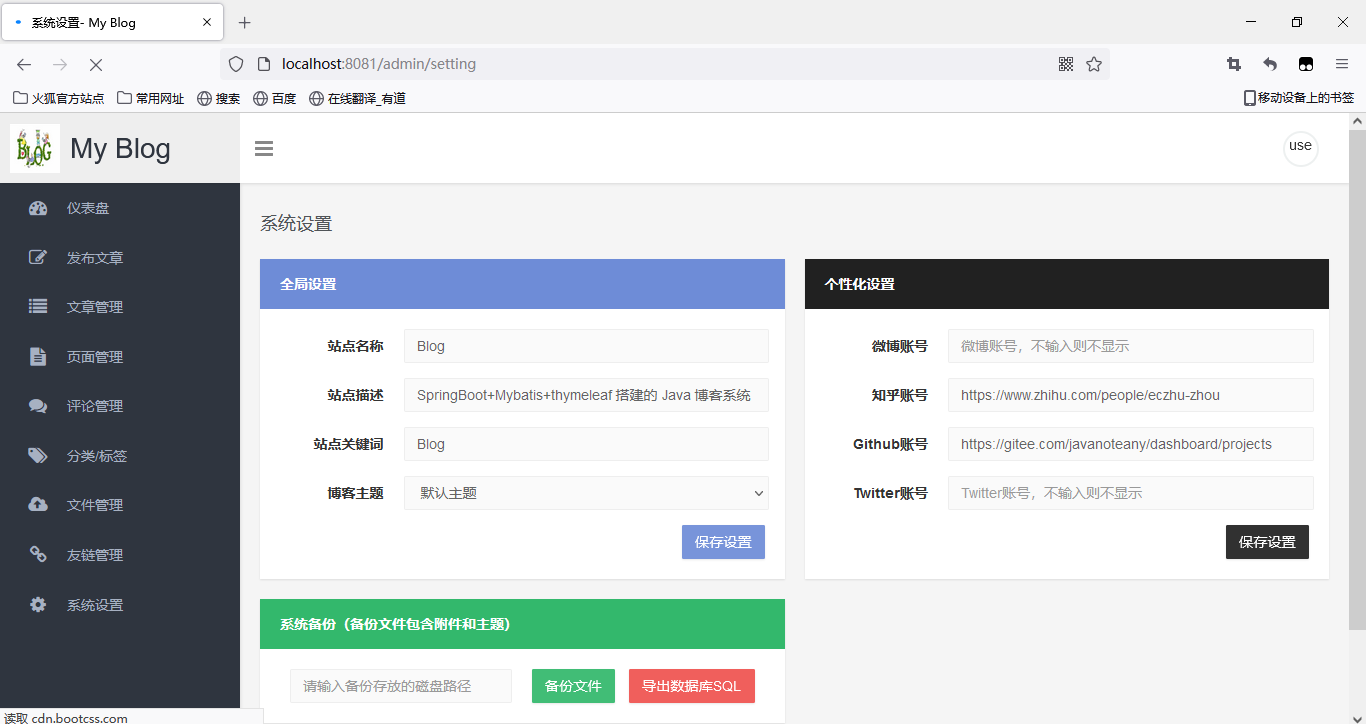 系统设置- My Blog
localhost:8081/admin/setting
火狐官方站点 常用网址 搜索 百度 在线翻译_有道 移动设备上的书签
BLOG My Blog
use
仪表盘
发布文章
文章管理
页面管理
评论管理
分类/标签
文件管理
友链管理
系统设置
系统设置
全局设置
站点名称 Blog
站点描述 SpringBoot+Mybatis+thymeleaf 搭建的 Java 博客系统
站点关键词 Blog
博客主题 默认主题
保存设置
个性化设置
微博账号 微博账号，不输入则不显示
知乎账号 https://www.zhihu.com/people/eczhu-zhou
Github账号 https://gitee.com/javanoteany/dashboard/projects
Twitter账号 Twitter账号，不输入则不显示
保存设置
系统备份（备份文件包含附件和主题）
请输入备份存放的磁盘路径 备份文件 导出数据库SQL
读取 cdn.bootcss.com